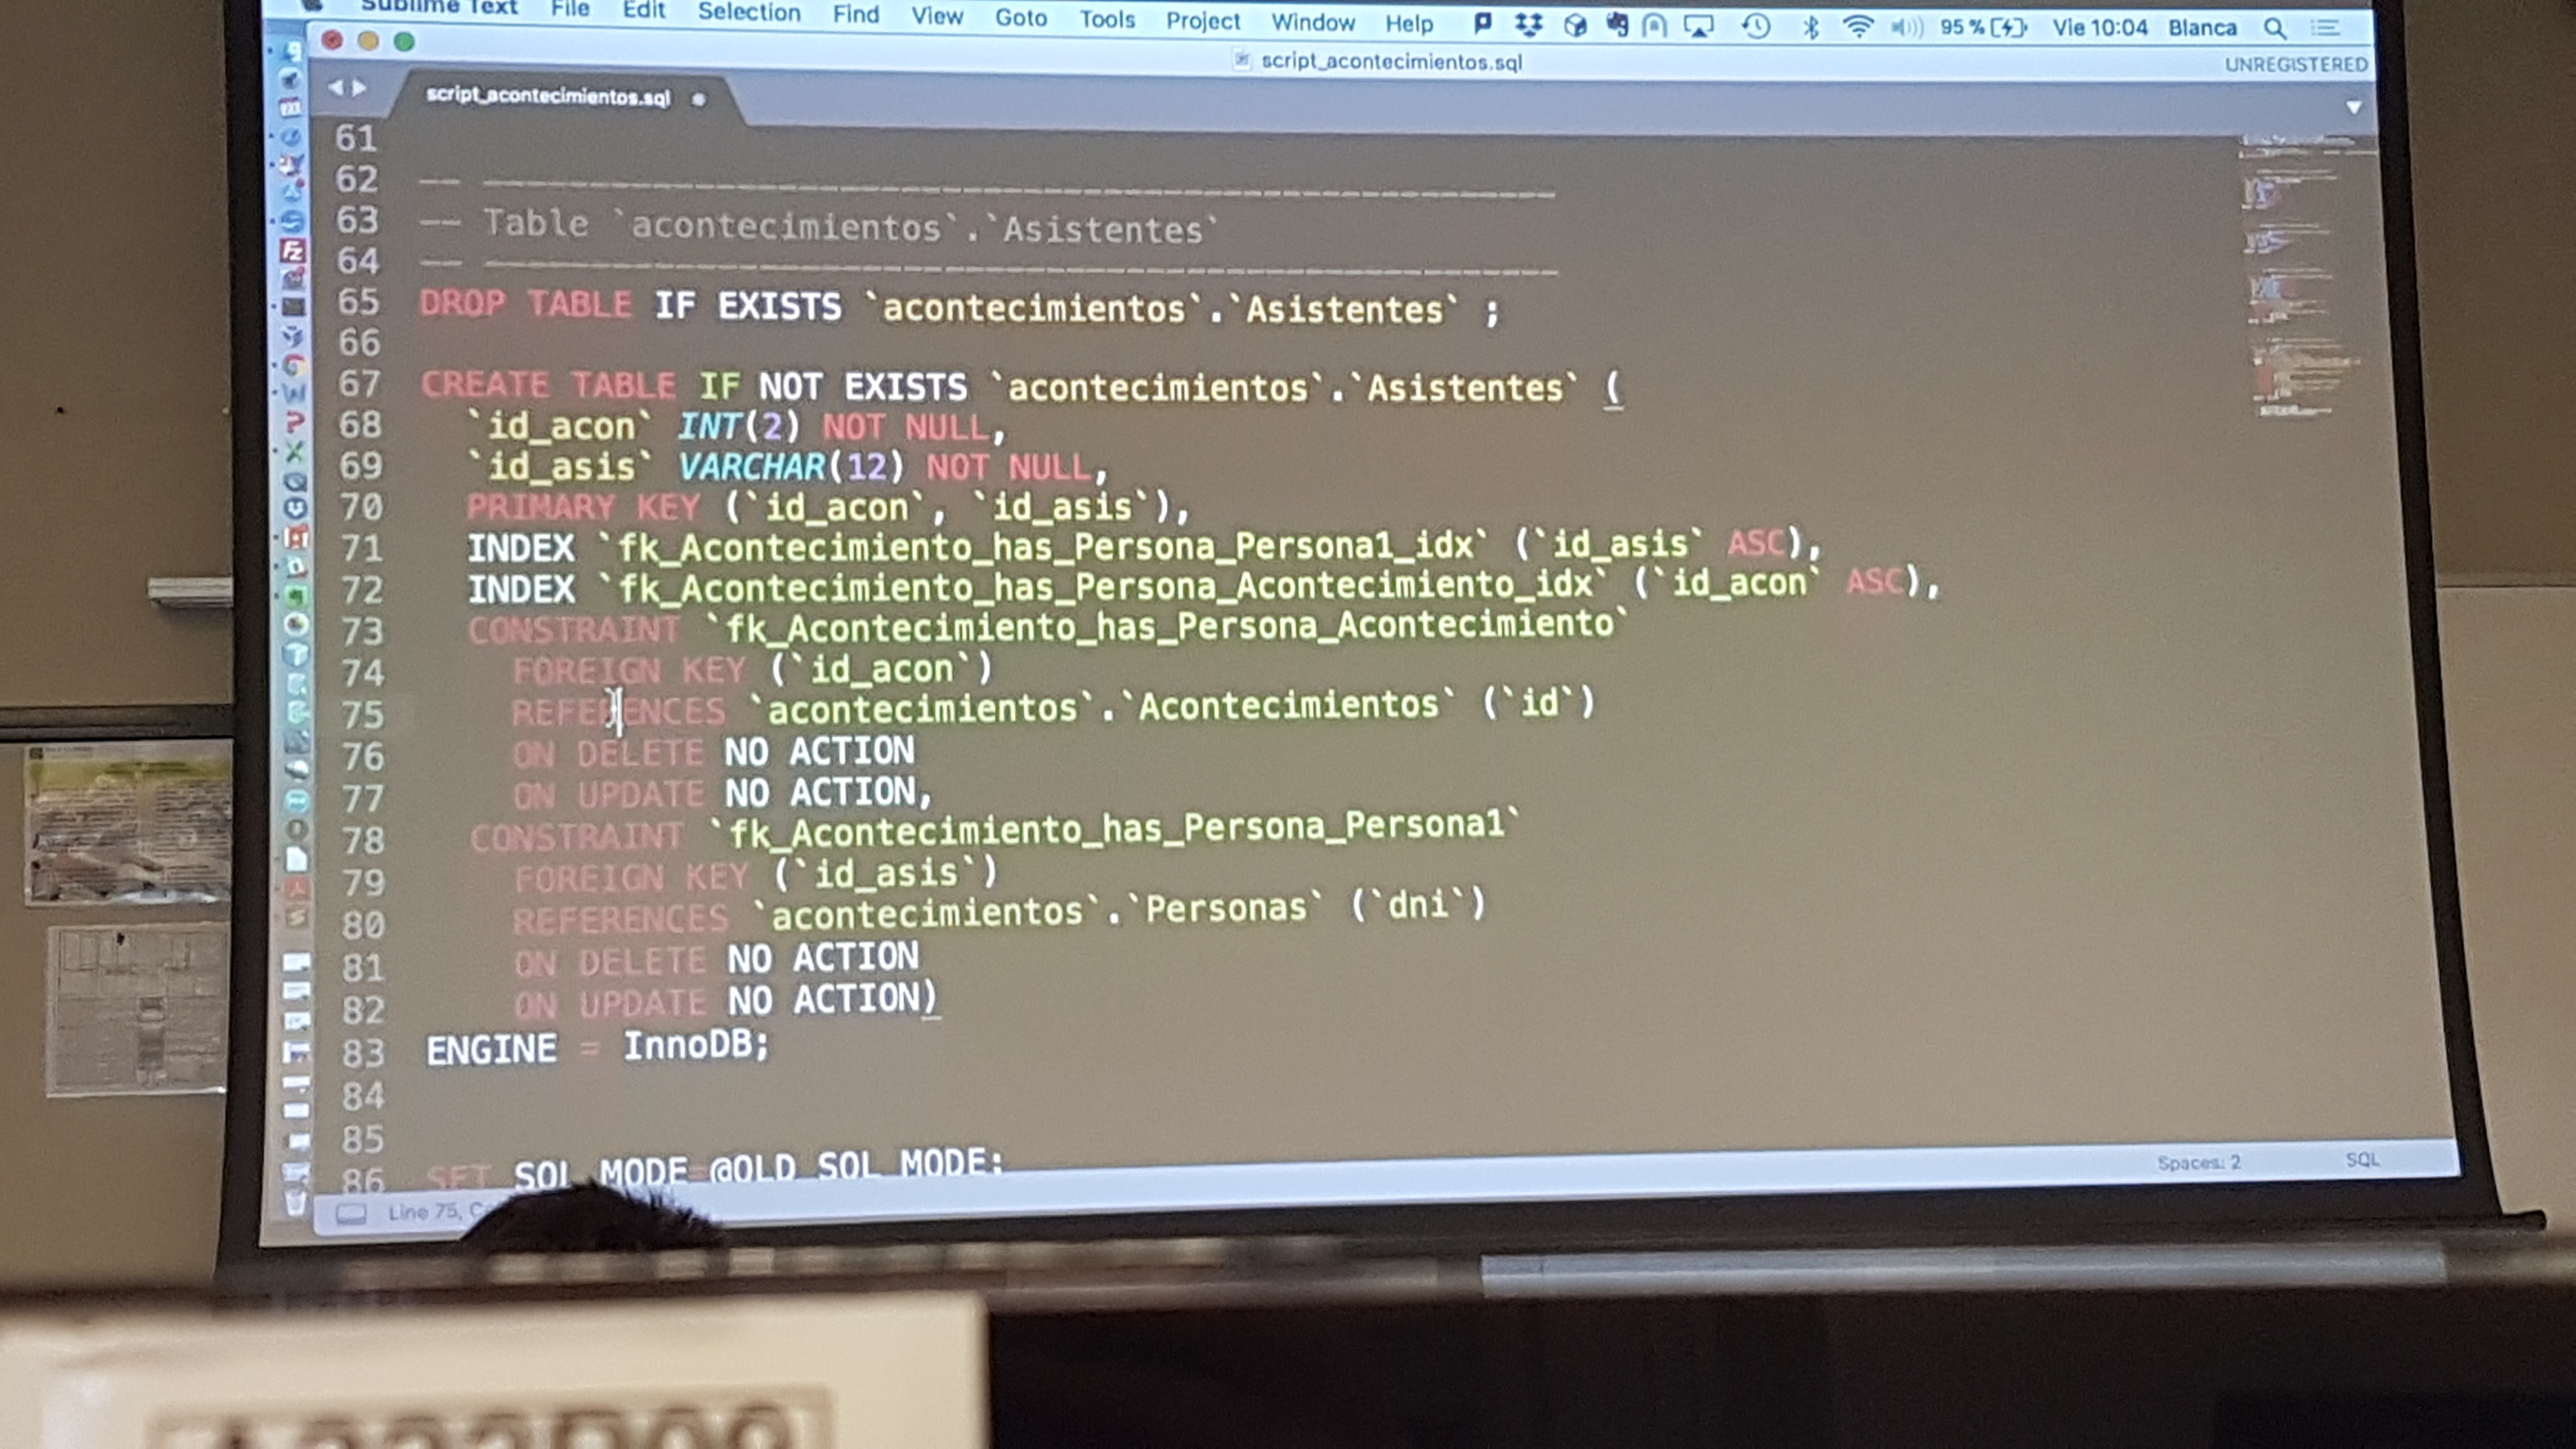 Sublime Text File Edit Selection Find View Goto Tools Project Window Help 95 % Vie 10:04 Blanca
script_acontecimientos.sql UNREGISTERED
script_acontecimientos.sql
61
62 -- -----------------------------------------------------
63 -- Table `acontecimientos`.`Asistentes`
64 -- -----------------------------------------------------
65 DROP TABLE IF EXISTS `acontecimientos`.`Asistentes` ;
66
67 CREATE TABLE IF NOT EXISTS `acontecimientos`.`Asistentes` (
68 `id_acon` INT(2) NOT NULL,
69 `id_asis` VARCHAR(12) NOT NULL,
70 PRIMARY KEY (`id_acon`, `id_asis`),
71 INDEX `fk_Acontecimiento_has_Persona_Persona1_idx` (`id_asis` ASC),
72 INDEX `fk_Acontecimiento_has_Persona_Acontecimiento_idx` (`id_acon` ASC),
73 CONSTRAINT `fk_Acontecimiento_has_Persona_Acontecimiento`
74 FOREIGN KEY (`id_acon`)
75 REFERENCES `acontecimientos`.`Acontecimientos` (`id`)
76 ON DELETE NO ACTION
77 ON UPDATE NO ACTION,
78 CONSTRAINT `fk_Acontecimiento_has_Persona_Persona1`
79 FOREIGN KEY (`id_asis`)
80 REFERENCES `acontecimientos`.`Personas` (`dni`)
81 ON DELETE NO ACTION
82 ON UPDATE NO ACTION)
83 ENGINE = InnoDB;
84
85
86 SET SQL_MODE=@OLD_SQL_MODE;
Line 75, Spaces: 2 SQL